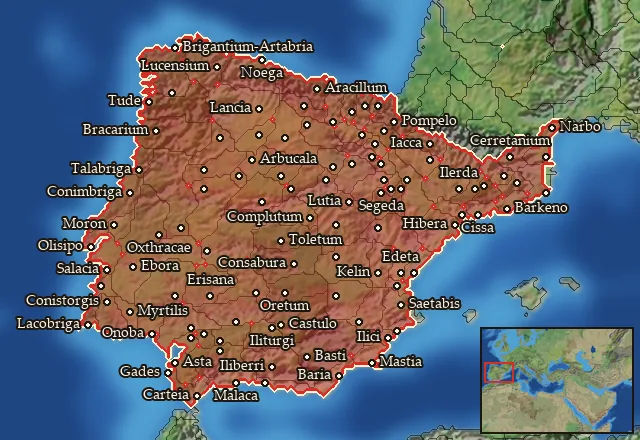 Brigantium-Artabria
Lucensium
Noega
Aracillum
Tude
Lancia
Pompelo
Narbo
Bracarium
Iacca
Cerretanium
Arbucala
Talabriga
Ilerda
Conimbriga
Lutia
Segeda
Barkeno
Complutum
Moron
Hibera
Cissa
Olisipo
Oxthracae
Toletum
Salacia
Ebora
Consabura
Edeta
Erisana
Kelin
Conistorgis
Oretum
Saetabis
Myrtilis
Lacobriga
Onoba
Castulo
Iliturgi
Ilici
Asta
Basti
Mastia
Gades
Iliberri
Baria
Carteia
Malaca